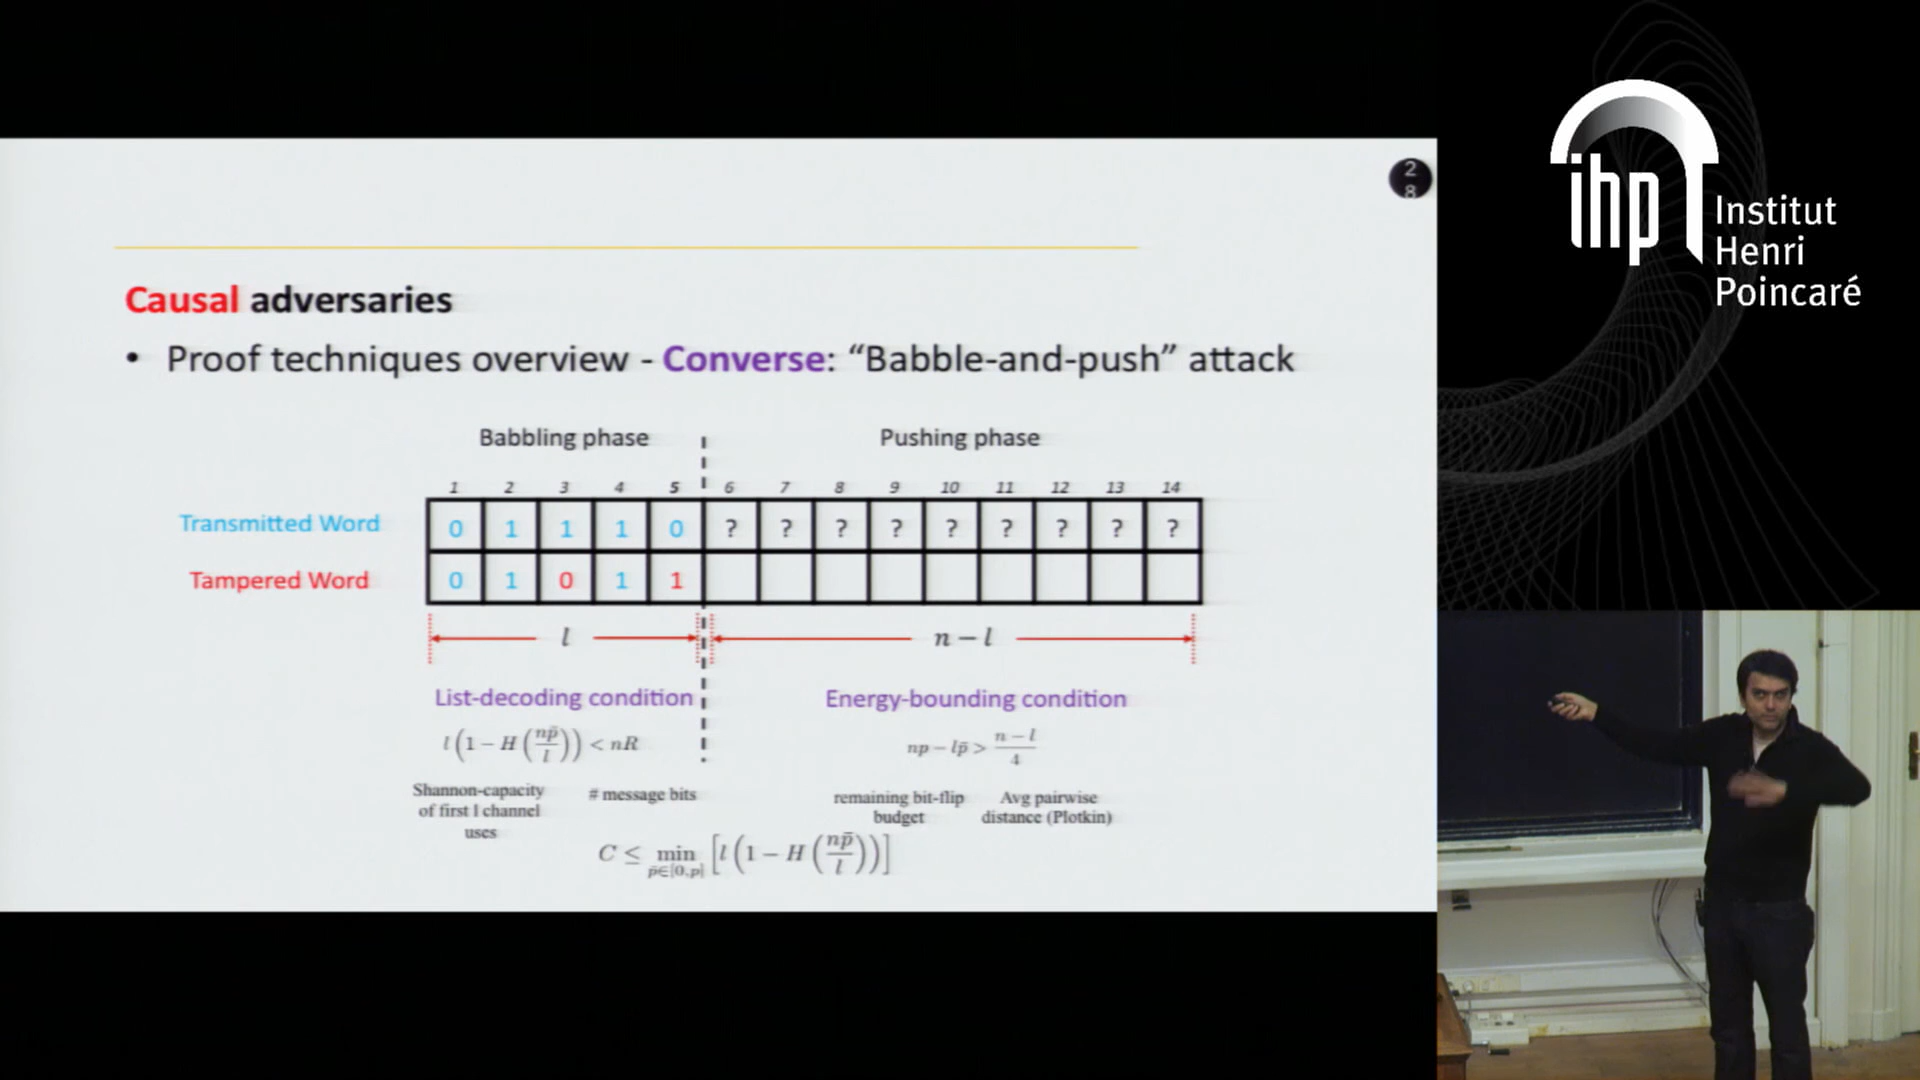 28
Causal adversaries
• Proof techniques overview - Converse: “Babble-and-push” attack
Babbling phase Pushing phase
1 2 3 4 5 6 7 8 9 10 11 12 13 14
Transmitted Word 0 1 1 1 0 ? ? ? ? ? ? ? ? ?
Tampered Word 0 1 0 1 1
l n − l
List-decoding condition Energy-bounding condition
l(1 − H(np̄/l)) < nR np − lp̄ > (n − l)/4
Shannon-capacity of first l channel uses # message bits remaining bit-flip budget Avg pairwise distance (Plotkin)
C ≤ min p̄∈[0,p] [l(1 − H(np̄/l))]
ihp
Institut
Henri
Poincaré